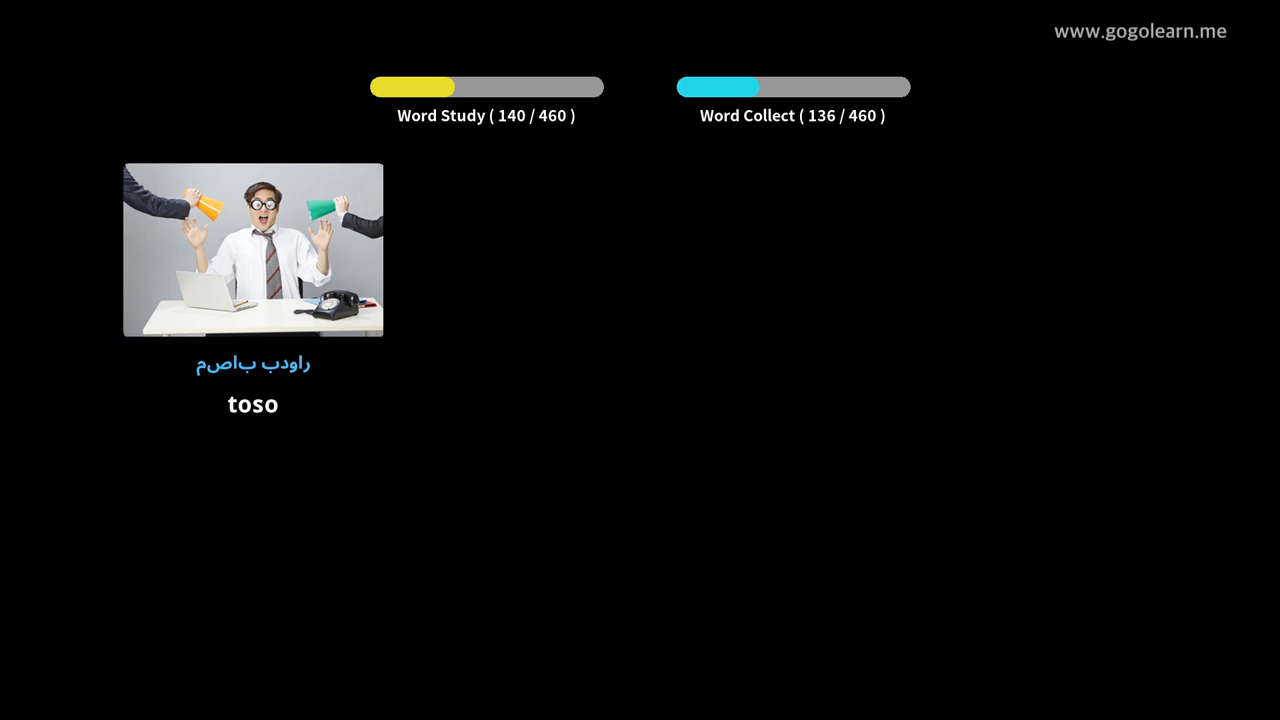 www.gogolearn.me
Word Study ( 140 / 460 )
Word Collect ( 136 / 460 )
راودب باصم
toso